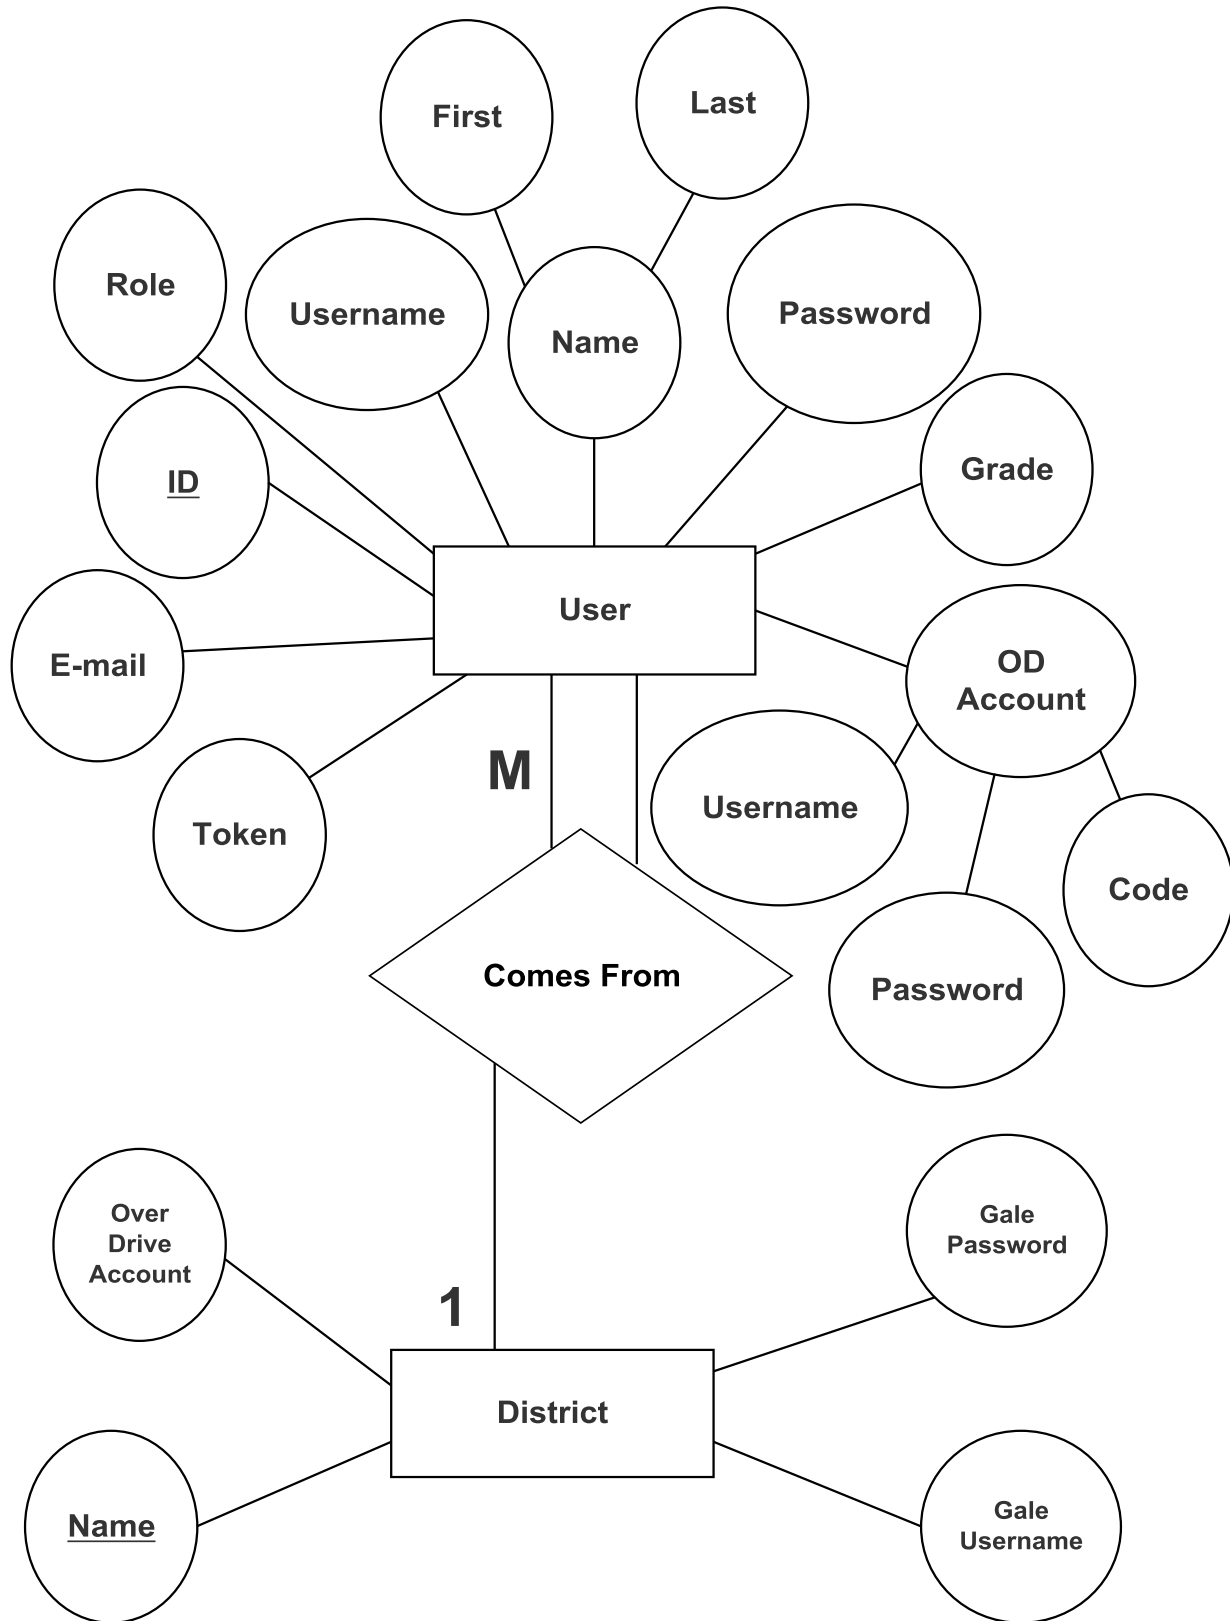 Last
First
Role
Username
Password
Name
Grade
ID
User
E-mail
OD
Account
M
Username
Token
Code
Comes From
Password
Over
Drive
Account
Gale
Password
1
District
Name
Gale
Username